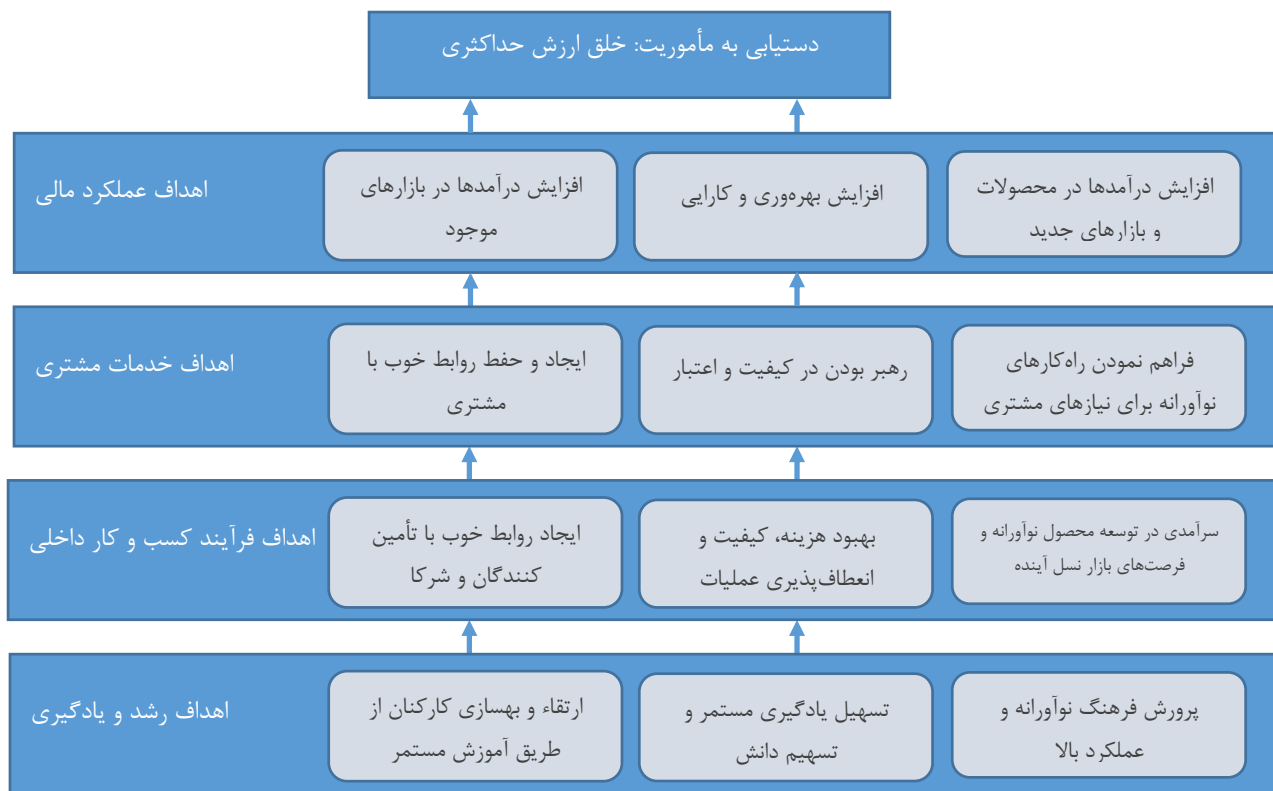 دستیابی به مأموریت: خلق ارزش حداکثری
اهداف عملکرد مالی
افزایش درآمدها در بازارهای
موجود
افزایش بهره‌وری و کارایی
افزایش درآمدها در محصولات
و بازارهای جدید
اهداف خدمات مشتری
ایجاد و حفظ روابط خوب با
مشتری
رهبر بودن در کیفیت و اعتبار
فراهم نمودن راه‌کارهای
نوآورانه برای نیازهای مشتری
اهداف فرآیند کسب و کار داخلی
ایجاد روابط خوب با تأمین
کنندگان و شرکا
بهبود هزینه، کیفیت و
انعطاف‌پذیری عملیات
سرآمدی در توسعه محصول نوآورانه و
فرصت‌های بازار نسل آینده
اهداف رشد و یادگیری
ارتقاء و بهسازی کارکنان از
طریق آموزش مستمر
تسهیل یادگیری مستمر و
تسهیم دانش
پرورش فرهنگ نوآورانه و
عملکرد بالا